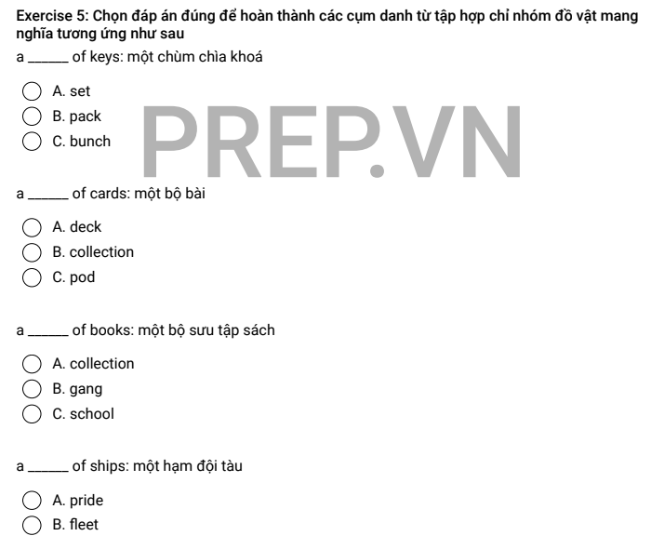 Exercise 5: Chọn đáp án đúng để hoàn thành các cụm danh từ tập hợp chỉ nhóm đồ vật mang
nghĩa tương ứng như sau
a ______ of keys: một chùm chìa khoá
A. set
B. pack
C. bunch
PREP.VN
a ______ of cards: một bộ bài
A. deck
B. collection
C. pod
a ______ of books: một bộ sưu tập sách
A. collection
B. gang
C. school
a ______ of ships: một hạm đội tàu
A. pride
B. fleet